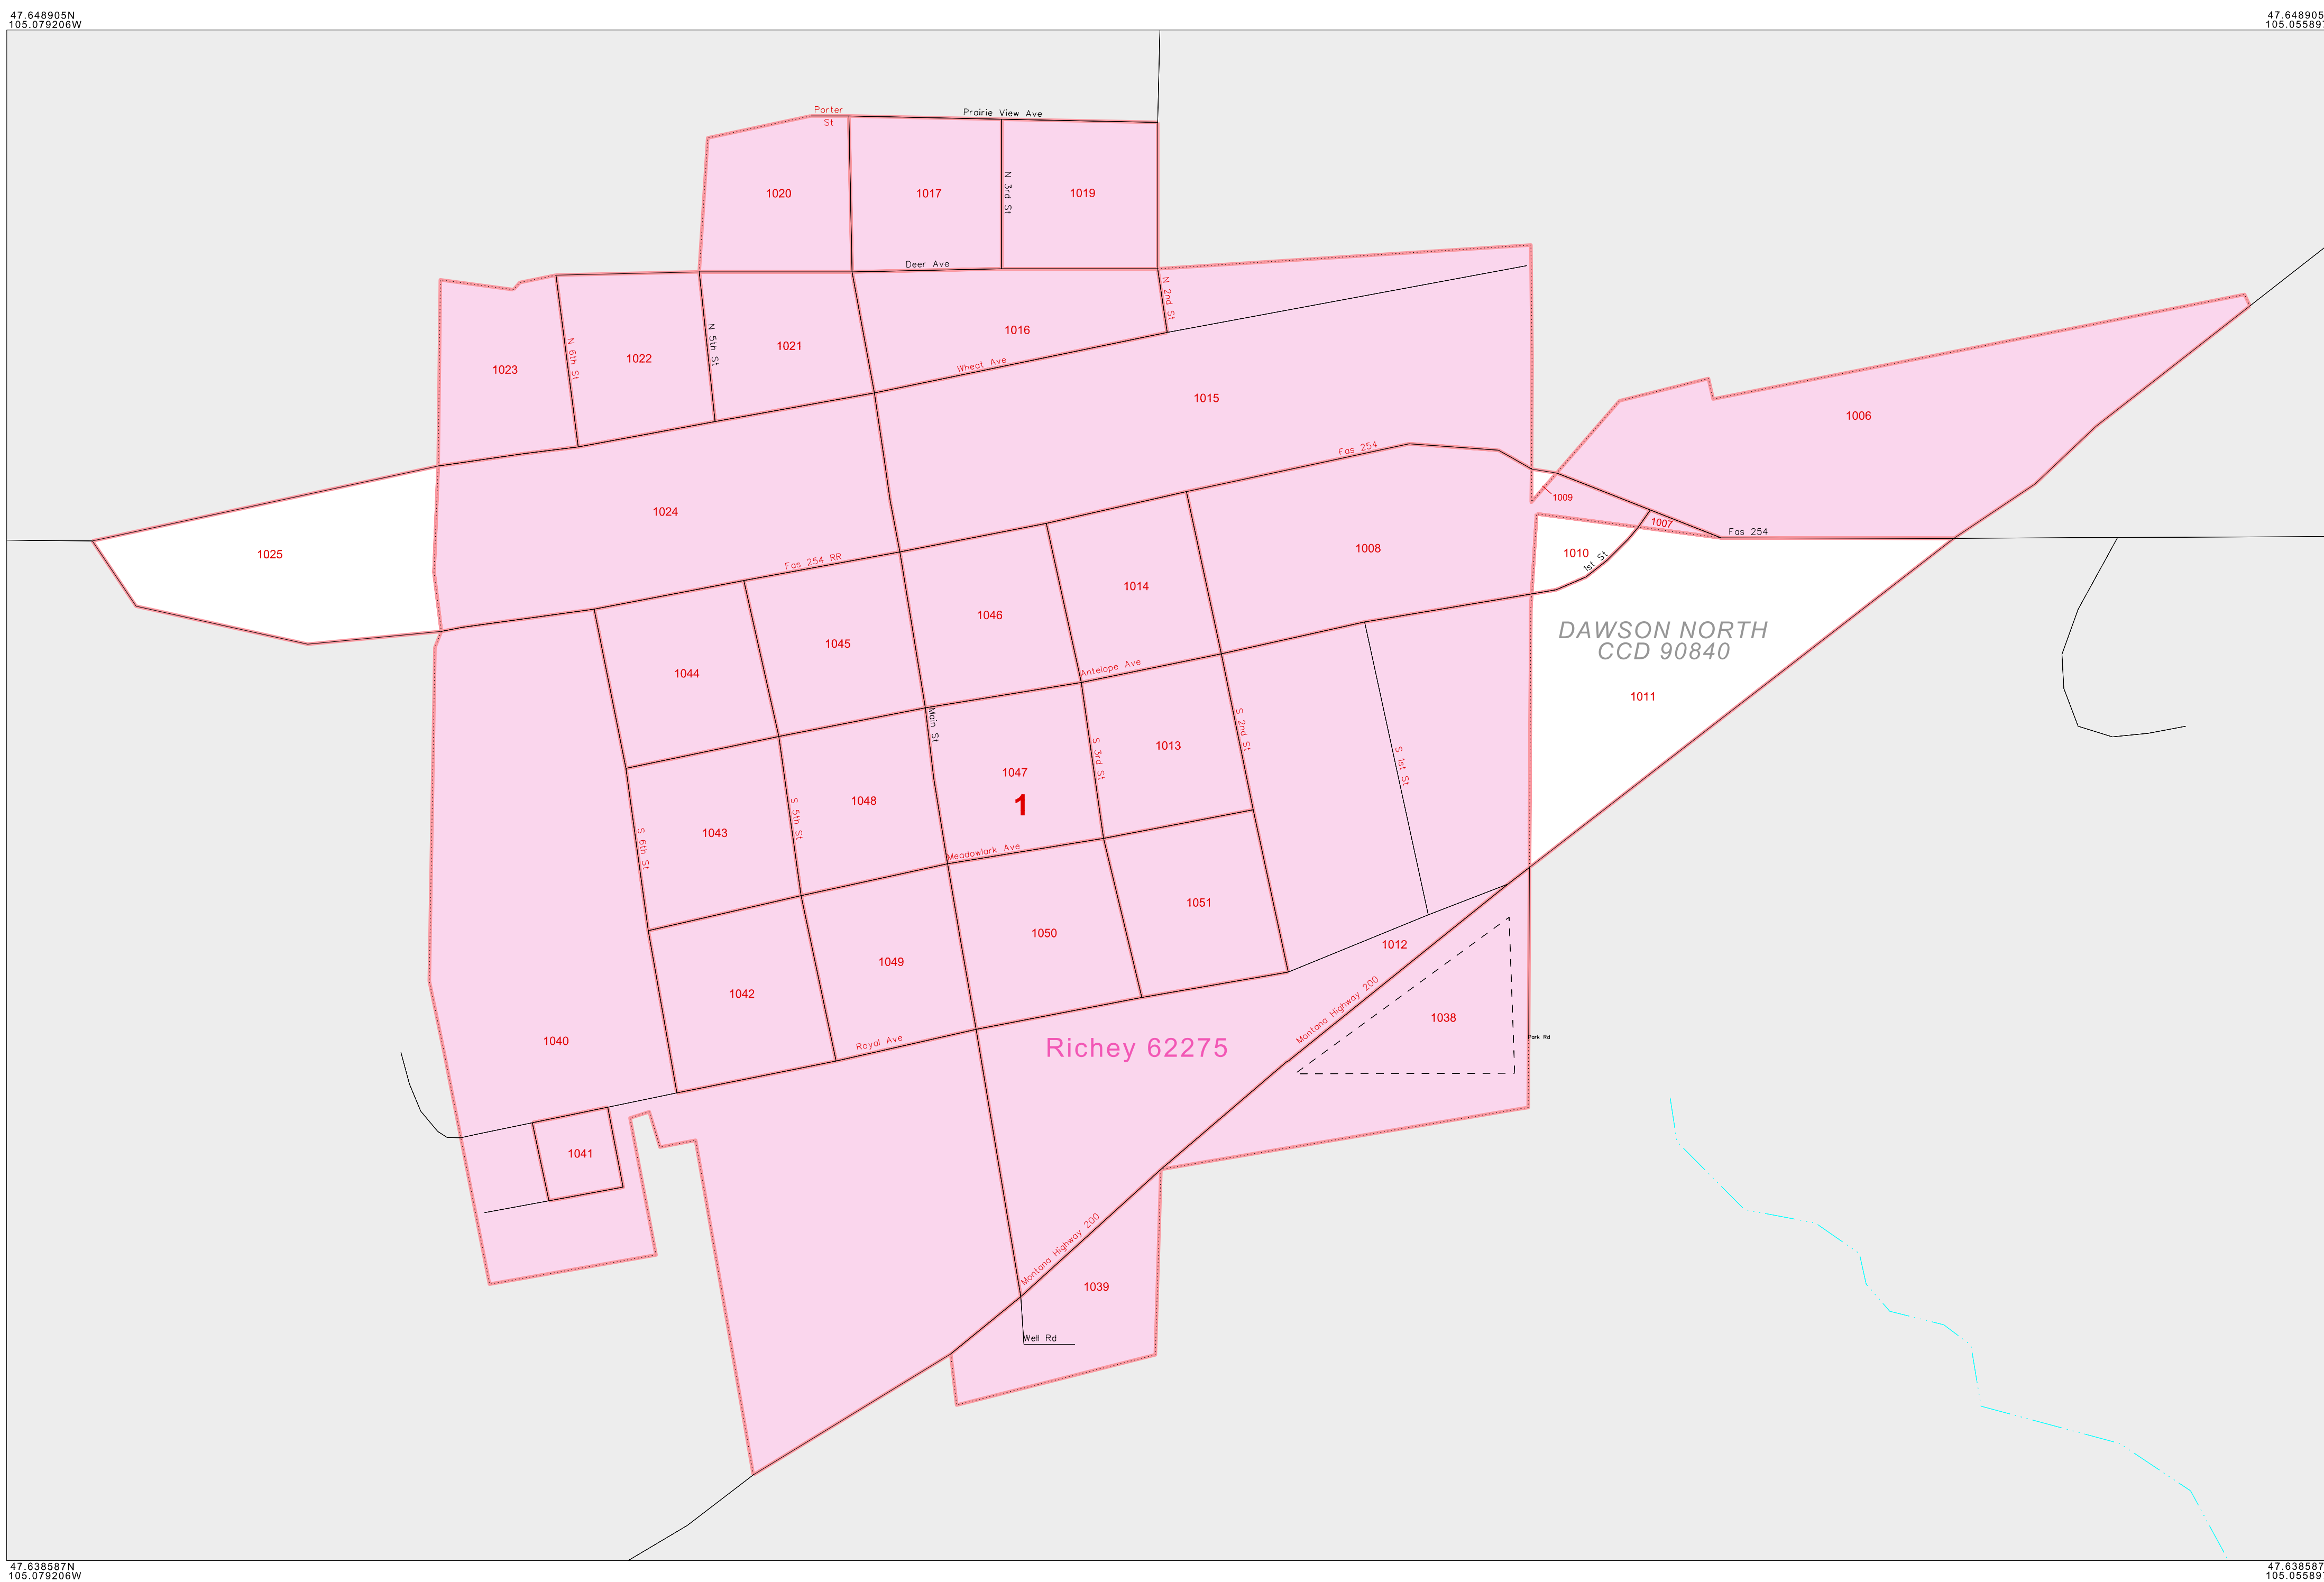 47.648905N
105.079206W
47.648905
105.05589
Porter
St
Prairie View Ave
1020
1017
N 3rd St
1019
Deer Ave
N 2nd St
1023
N 6th St
1022
N 5th St
1021
1016
Wheat Ave
1015
1006
Fas 254
1009
1007
Fas 254
1025
1024
Fas 254 RR
1008
1010
1st St
1046
1014
1045
1044
Antelope Ave
DAWSON NORTH
CCD 90840
1011
Main St
S 2nd St
1013
S 3rd St
S 1st St
1047
1
1048
S 5th St
1043
S 6th St
Meadowlark Ave
1051
1050
1012
1049
1042
Montana Highway 200
1038
Park Rd
1040
Royal Ave
Richey 62275
1041
Montana Highway 200
1039
Well Rd
47.638587N
105.079206W
47.638587
105.05589